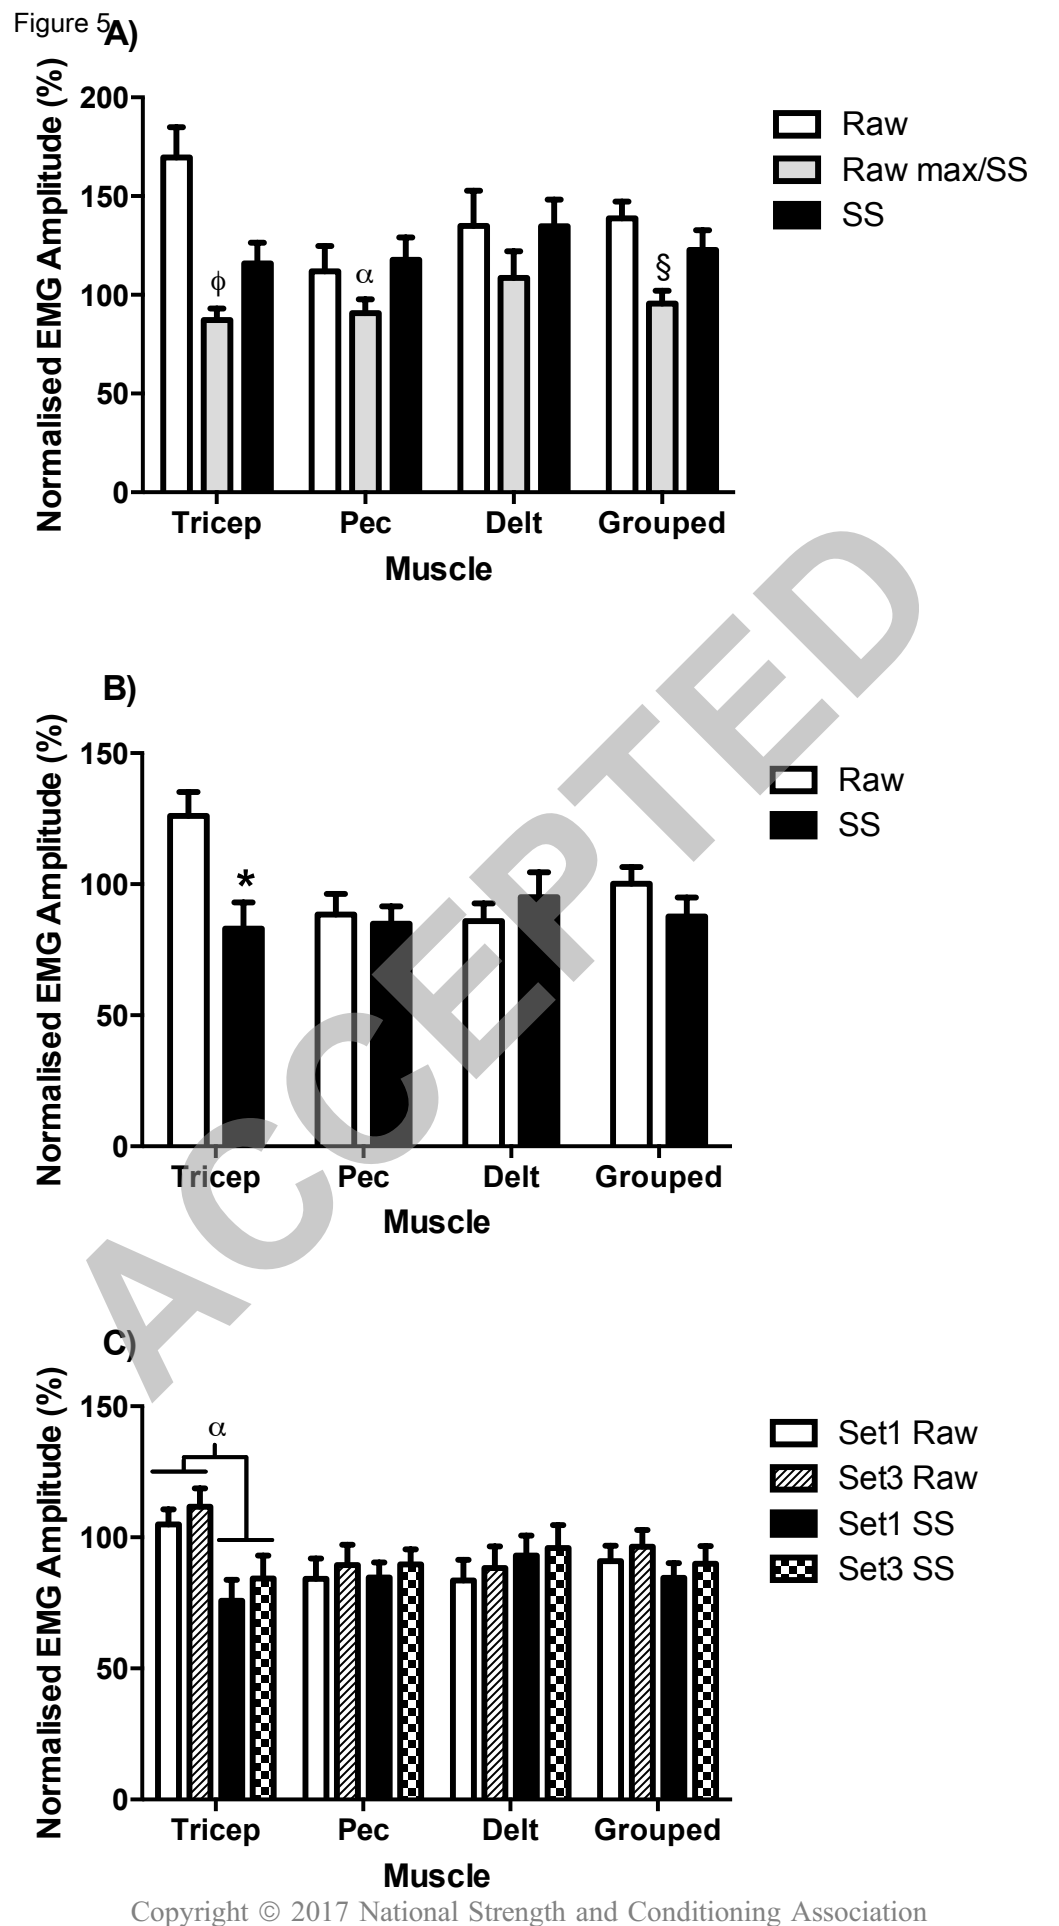 Figure 5
A)
Normalised EMG Amplitude (%)
200
150
100
50
0
ϕ
α
§
Raw
Raw max/SS
SS
Tricep Pec Delt Grouped
Muscle
B)
Normalised EMG Amplitude (%)
150
100
50
0
*
Raw
SS
Tricep Pec Delt Grouped
Muscle
C)
Normalised EMG Amplitude (%)
150
100
50
0
α
Set1 Raw
Set3 Raw
Set1 SS
Set3 SS
Tricep Pec Delt Grouped
Muscle
ACCEPTED
Copyright © 2017 National Strength and Conditioning Association